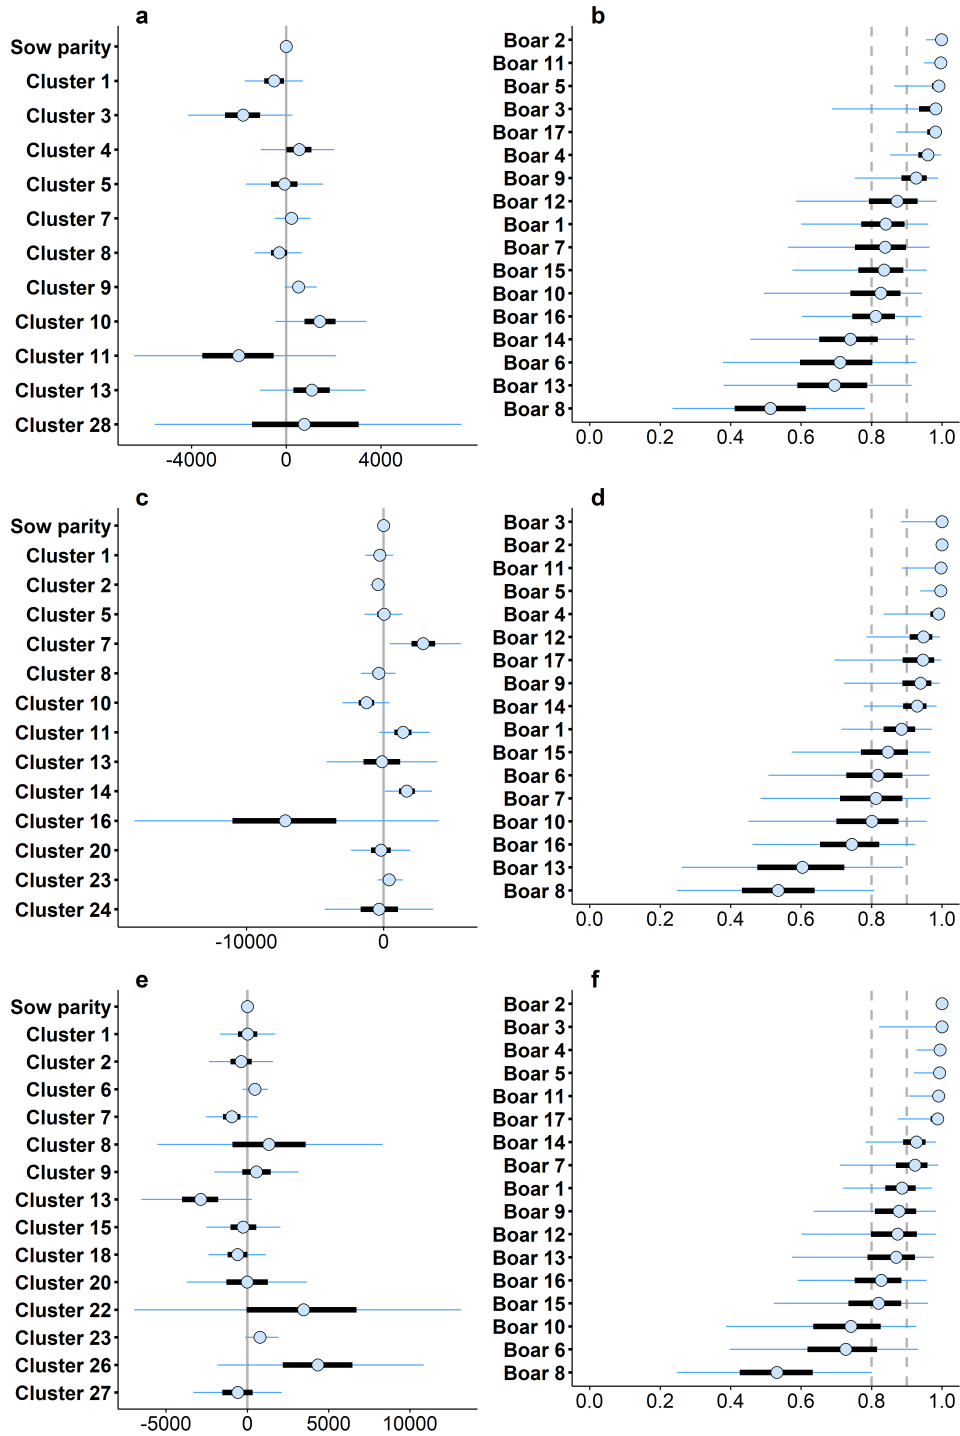 a
Sow parity
Cluster 1
Cluster 3
Cluster 4
Cluster 5
Cluster 7
Cluster 8
Cluster 9
Cluster 10
Cluster 11
Cluster 13
Cluster 28
-4000 0 4000
b
Boar 2
Boar 11
Boar 5
Boar 3
Boar 17
Boar 4
Boar 9
Boar 12
Boar 1
Boar 7
Boar 15
Boar 10
Boar 16
Boar 14
Boar 6
Boar 13
Boar 8
0.0 0.2 0.4 0.6 0.8 1.0
c
Sow parity
Cluster 1
Cluster 2
Cluster 5
Cluster 7
Cluster 8
Cluster 10
Cluster 11
Cluster 13
Cluster 14
Cluster 16
Cluster 20
Cluster 23
Cluster 24
-10000 0
d
Boar 3
Boar 2
Boar 11
Boar 5
Boar 4
Boar 12
Boar 17
Boar 9
Boar 14
Boar 1
Boar 15
Boar 6
Boar 7
Boar 10
Boar 16
Boar 13
Boar 8
0.0 0.2 0.4 0.6 0.8 1.0
e
Sow parity
Cluster 1
Cluster 2
Cluster 6
Cluster 7
Cluster 8
Cluster 9
Cluster 13
Cluster 15
Cluster 18
Cluster 20
Cluster 22
Cluster 23
Cluster 26
Cluster 27
-5000 0 5000 10000
f
Boar 2
Boar 3
Boar 4
Boar 5
Boar 11
Boar 17
Boar 14
Boar 7
Boar 1
Boar 9
Boar 12
Boar 13
Boar 16
Boar 15
Boar 10
Boar 6
Boar 8
0.0 0.2 0.4 0.6 0.8 1.0